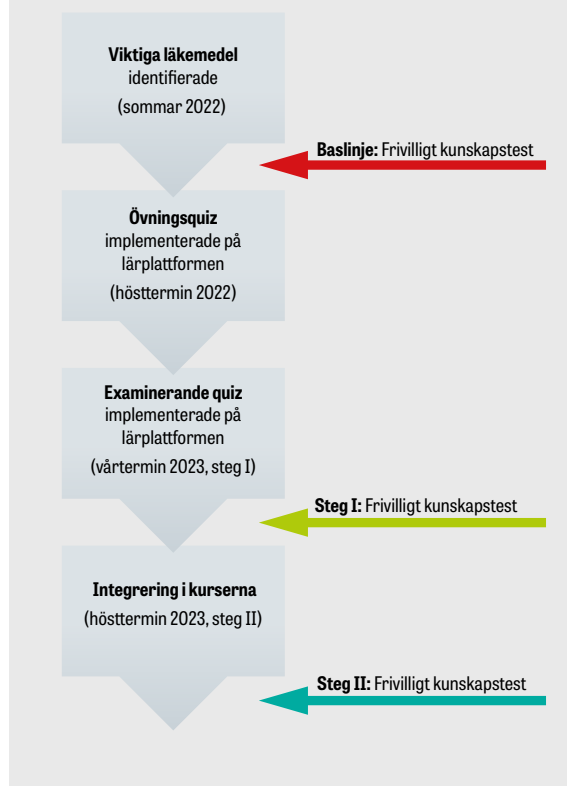 Viktiga läkemedel
identifierade
(sommar 2022)
Baslinje: Frivilligt kunskapstest
Övningsquiz
implementerade på
lärplattformen
(hösttermin 2022)
Examinerande quiz
implementerade på
lärplattformen
(vårtermin 2023, steg I)
Steg I: Frivilligt kunskapstest
Integrering i kurserna
(hösttermin 2023, steg II)
Steg II: Frivilligt kunskapstest